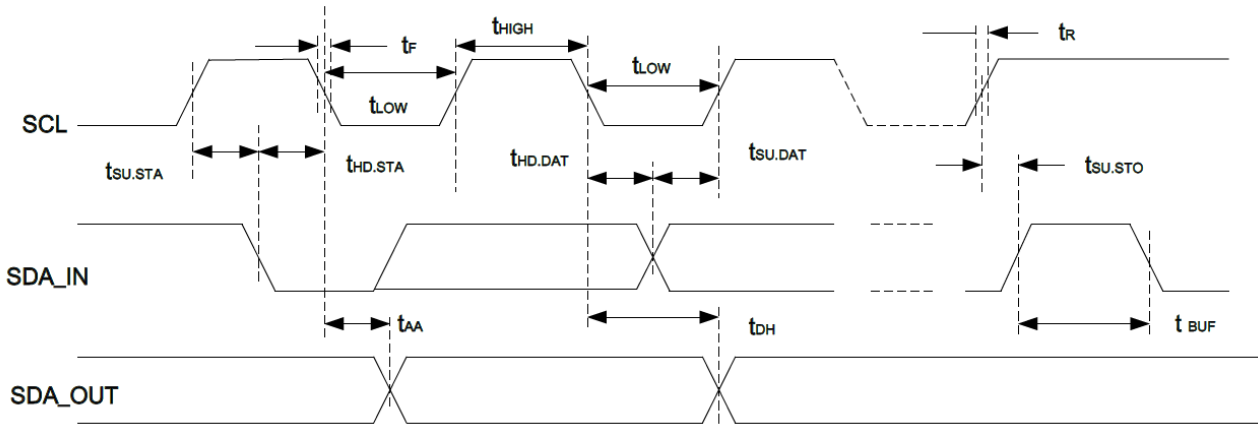 tHIGH
tF
tR
tLOW
tLOW
SCL
tSU.STA
tHD.STA
tHD.DAT
tSU.DAT
tSU.STO
SDA_IN
tAA
tDH
t BUF
SDA_OUT